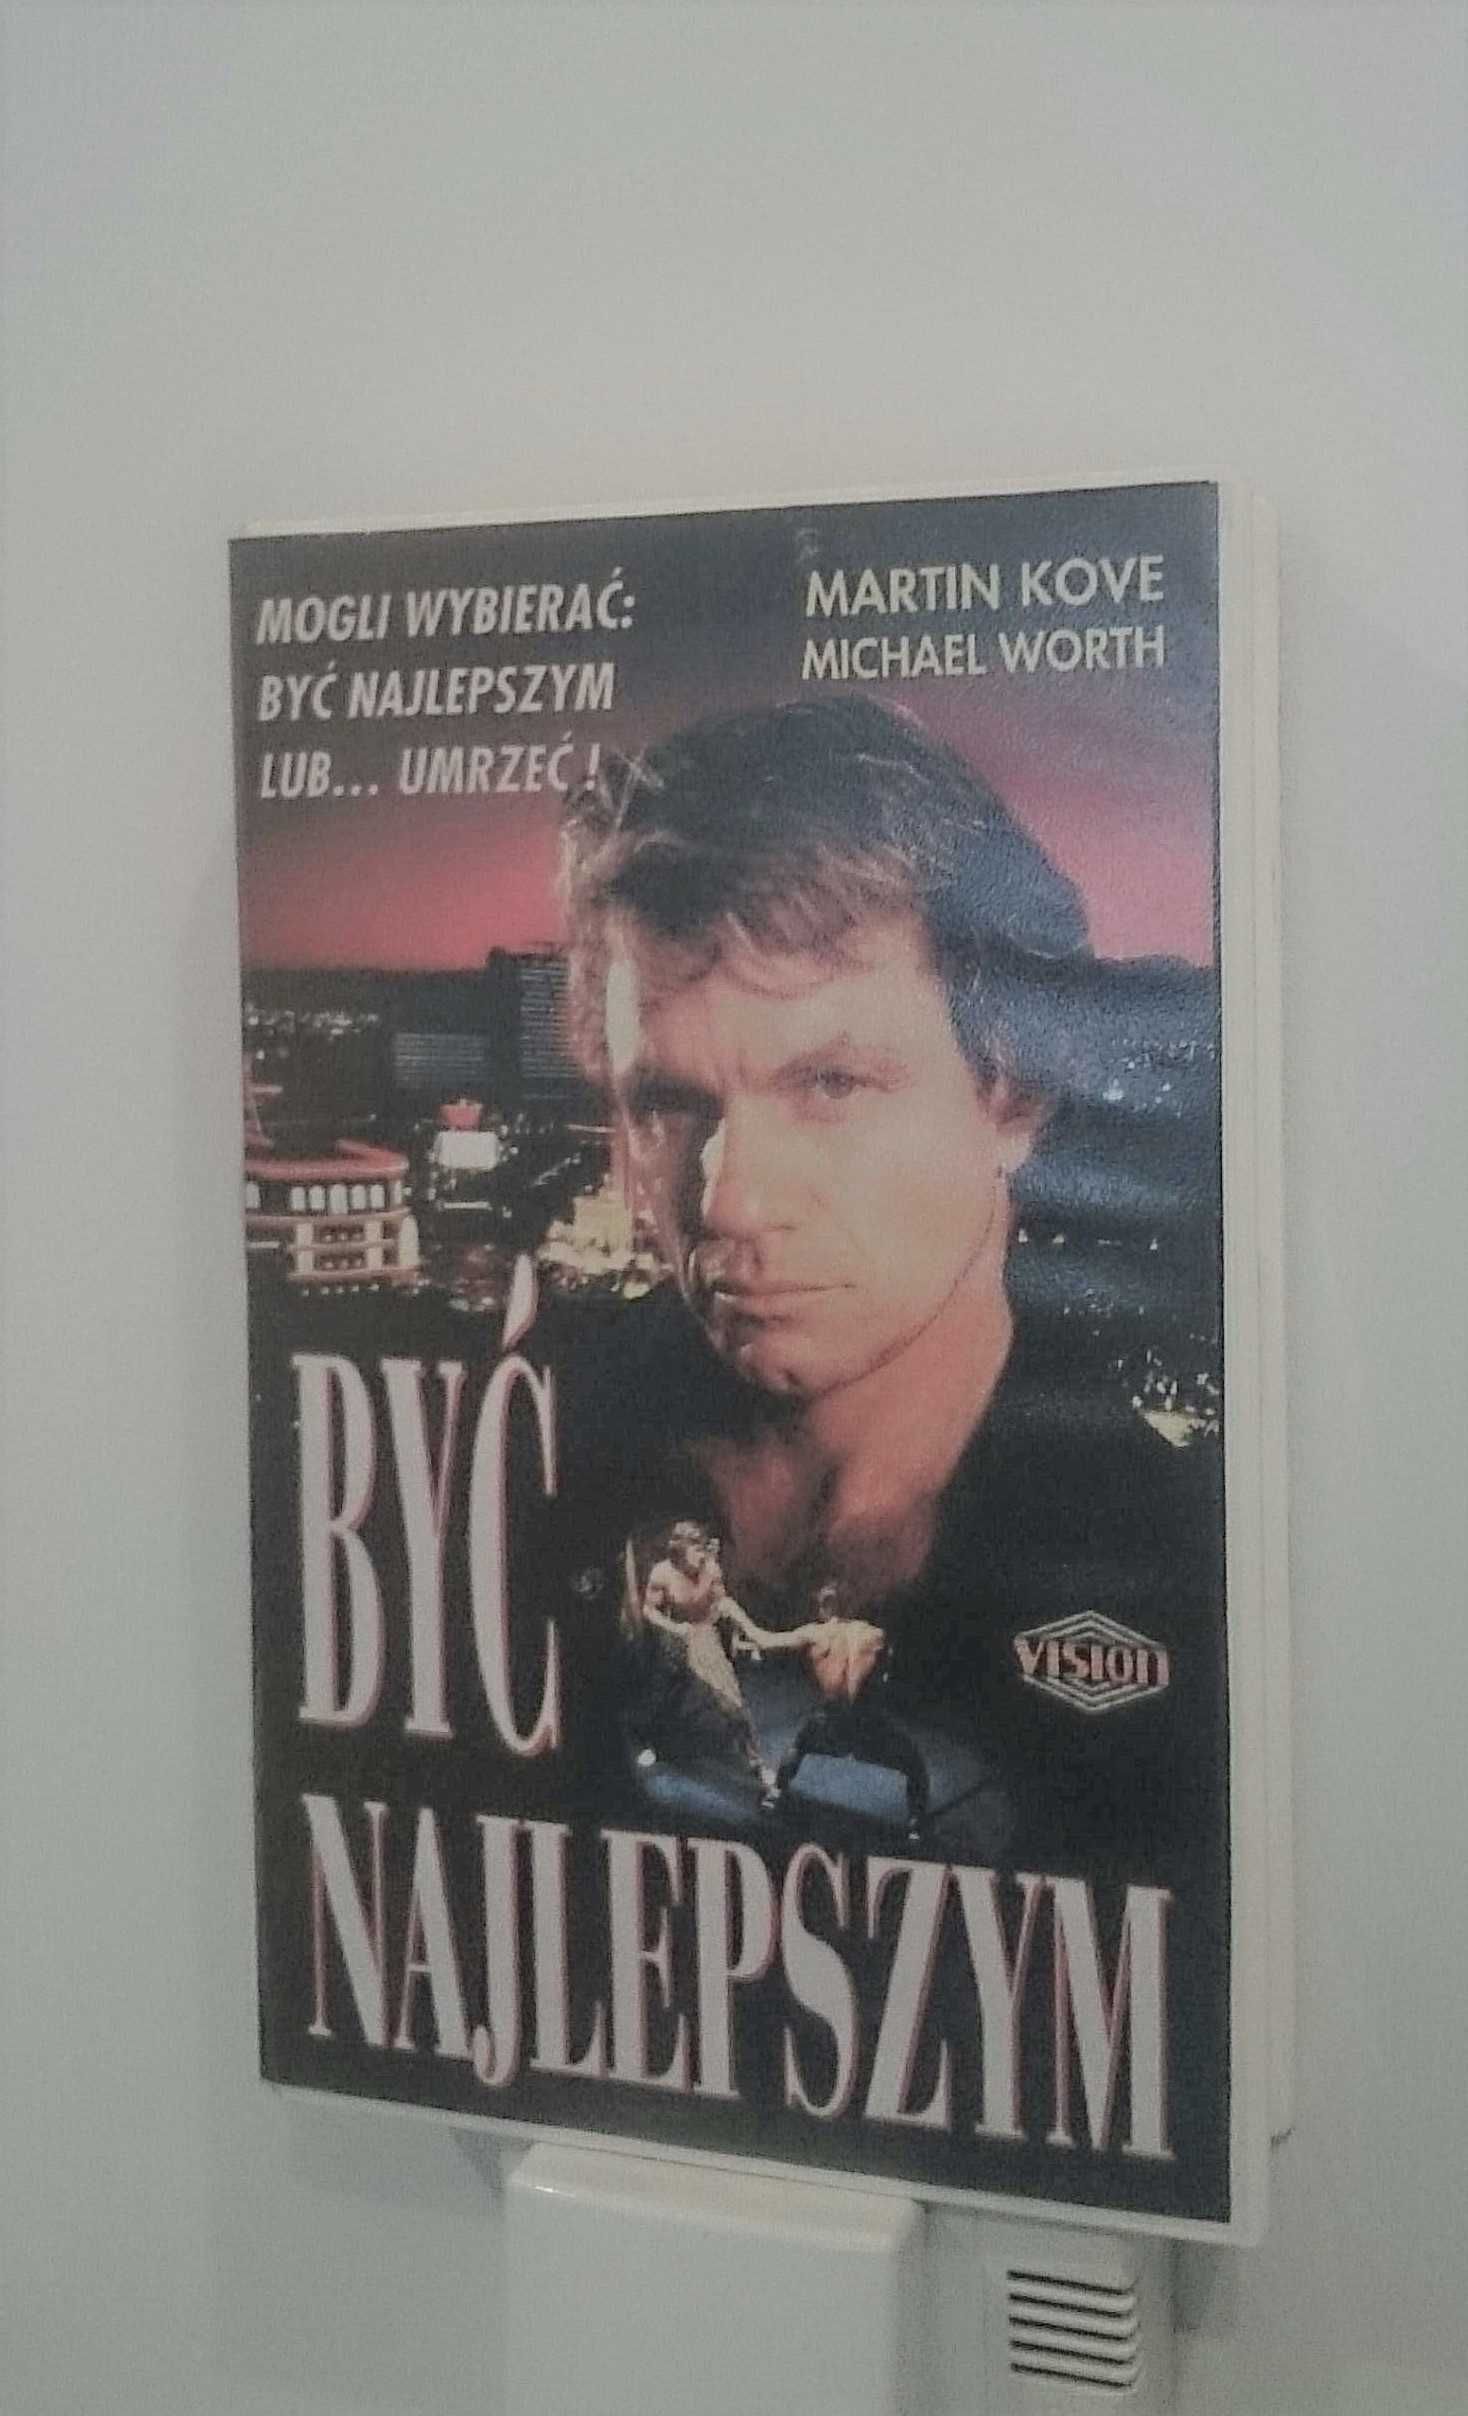 MOGLI WYBIERAĆ:
BYĆ NAJLEPSZYM
LUB... UMRZEĆ !
MARTIN KOVE
MICHAEL WORTH
BYĆ
VISION
NAJLEPSZYM